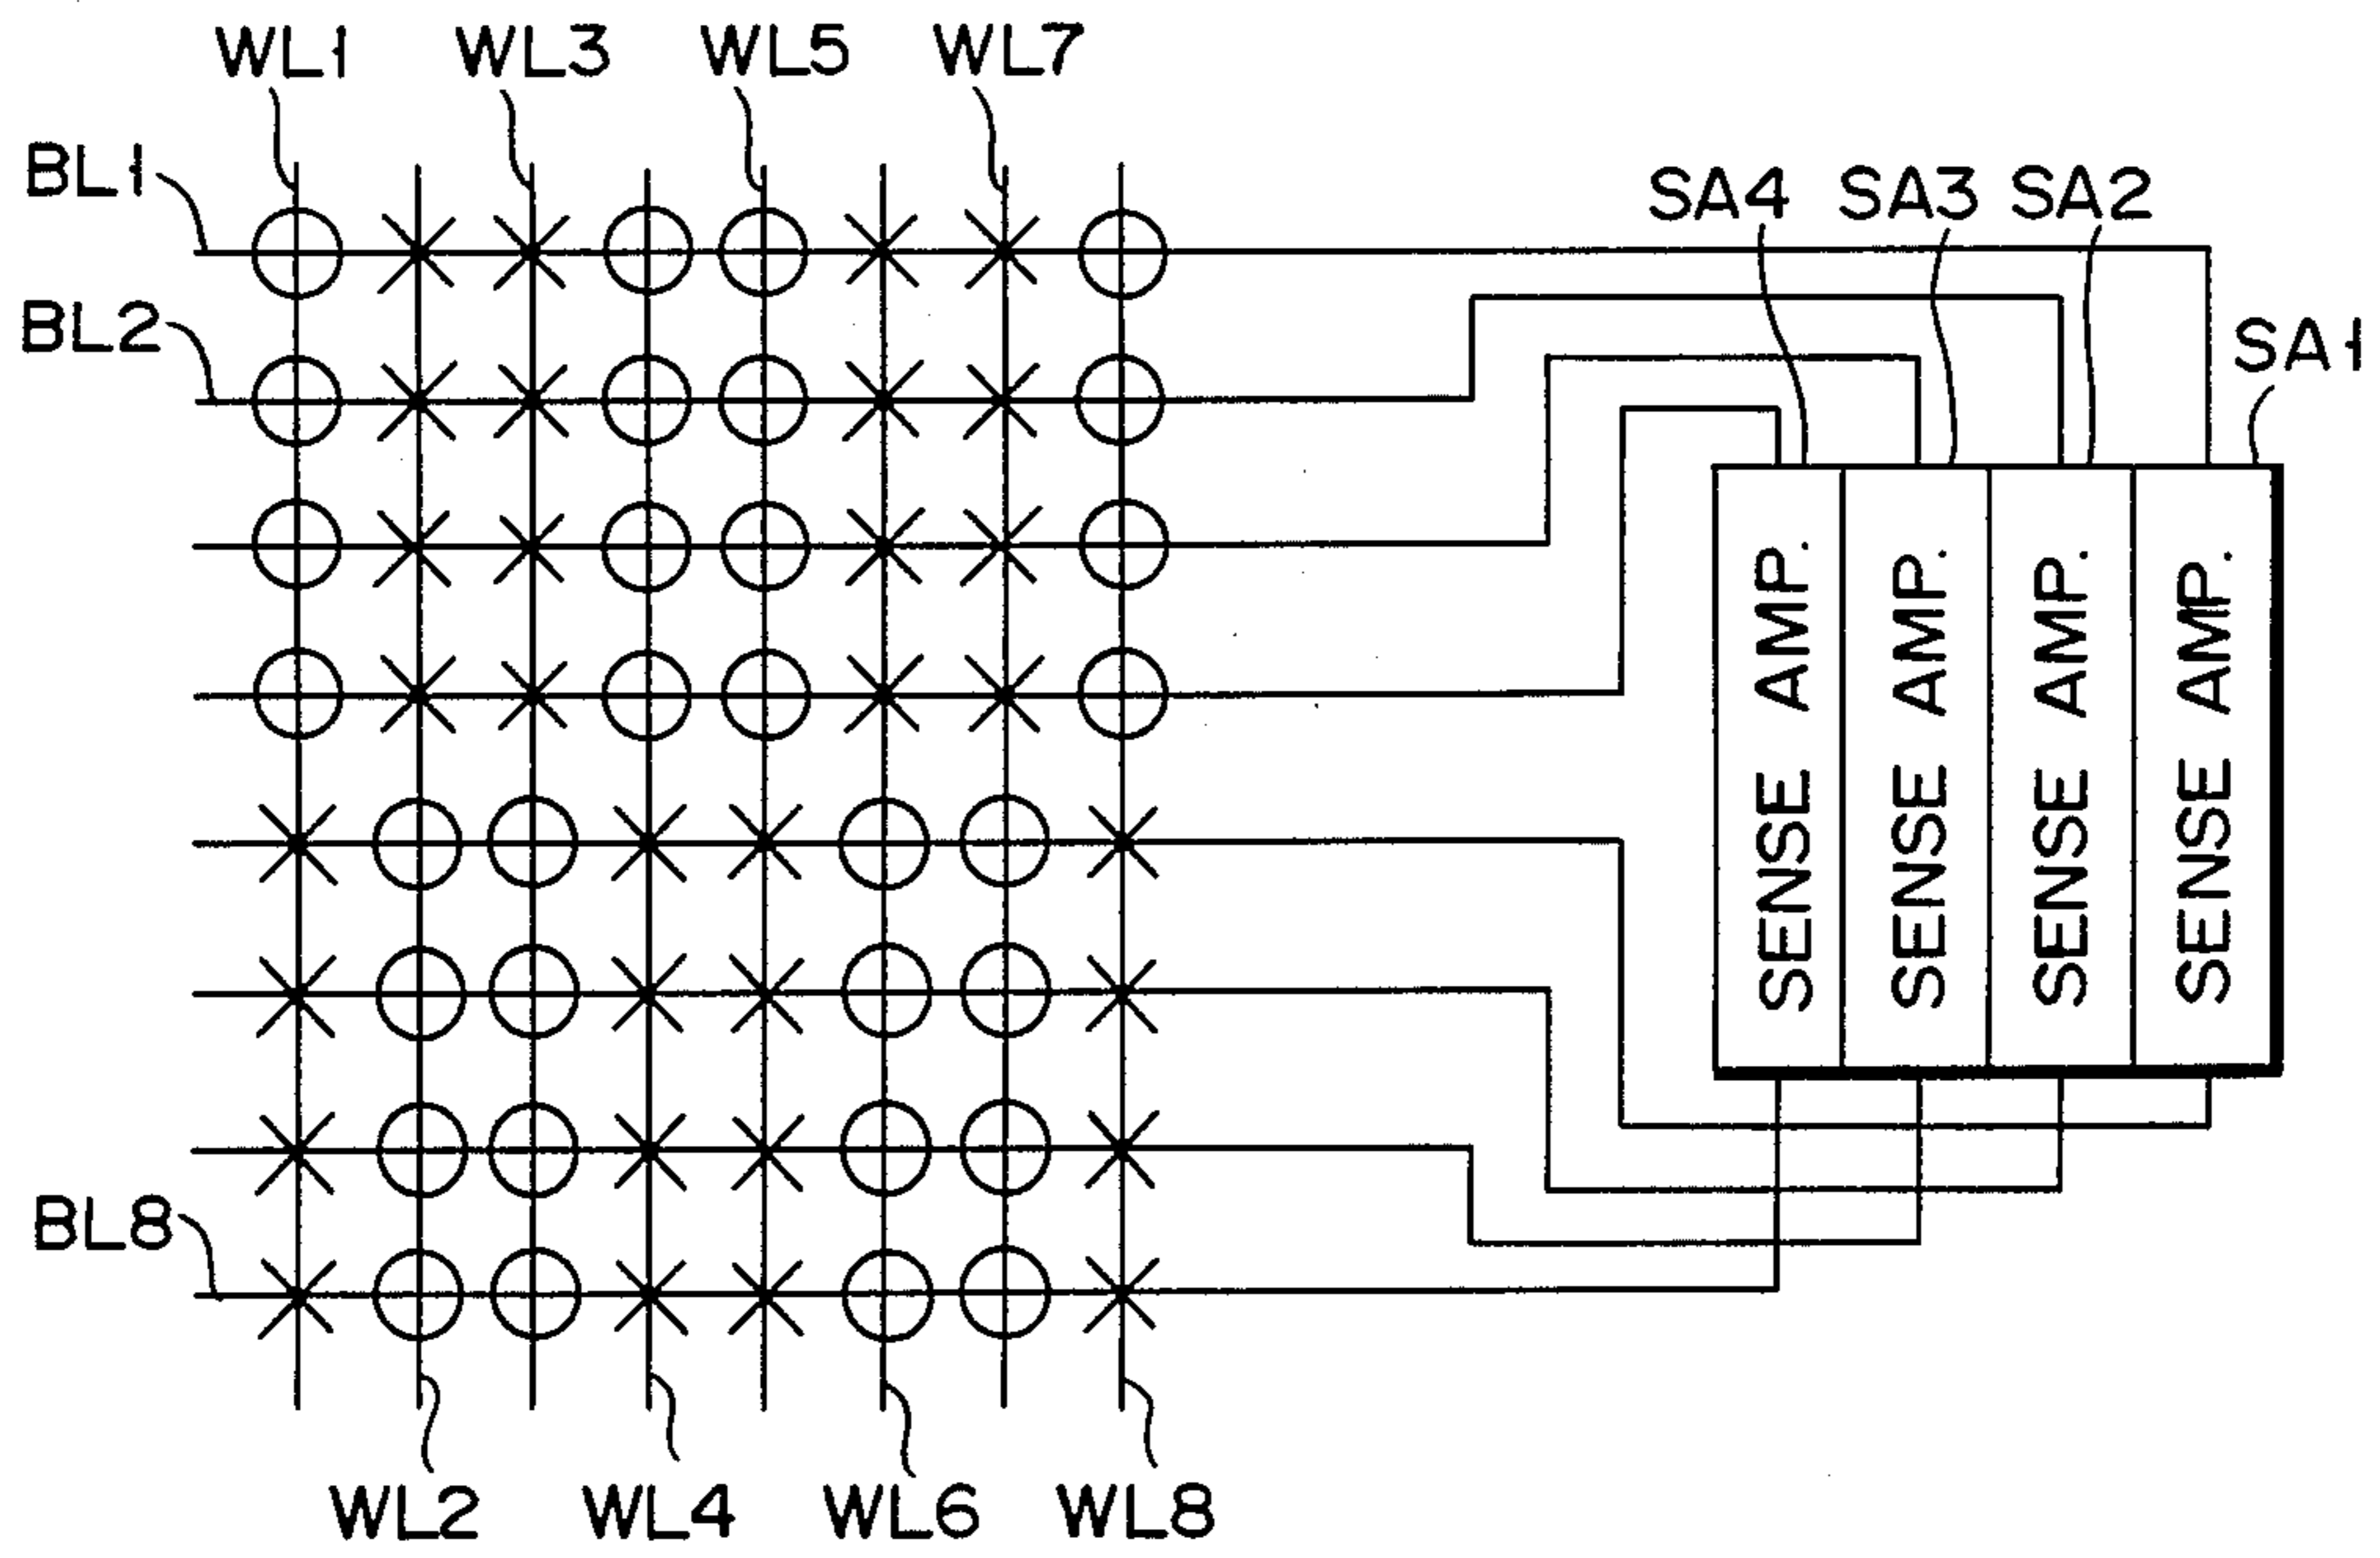 WL1 WL3 WL5 WL7
BL1
SA4 SA3 SA2
BL2
SA1
SENSE AMP.
SENSE AMP.
SENSE AMP.
SENSE AMP.
BL8
WL2 WL4 WL6 WL8